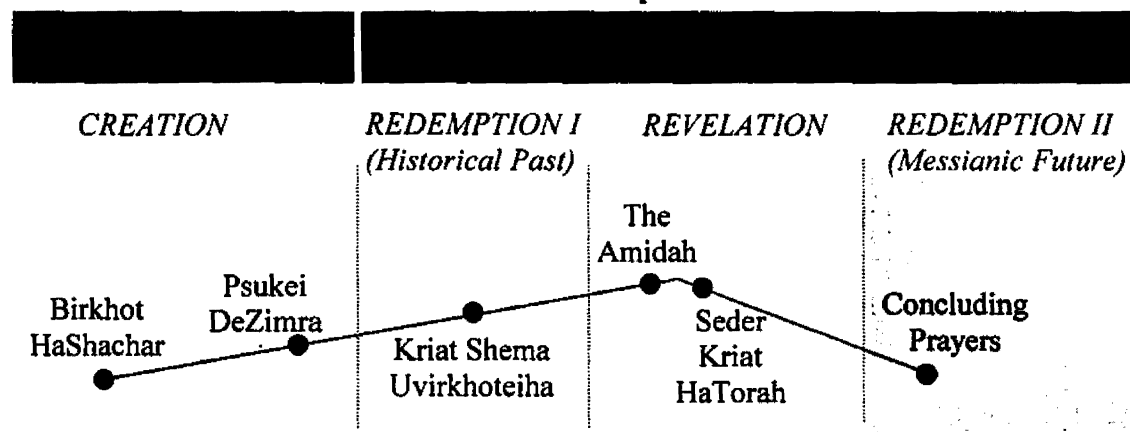 CREATION
REDEMPTION I
(Historical Past)
REVELATION
REDEMPTION II
(Messianic Future)
Birkhot
HaShachar
Psukei
DeZimra
Kriat Shema
Uvirkhoteiha
The
Amidah
Seder
Kriat
HaTorah
Concluding
Prayers